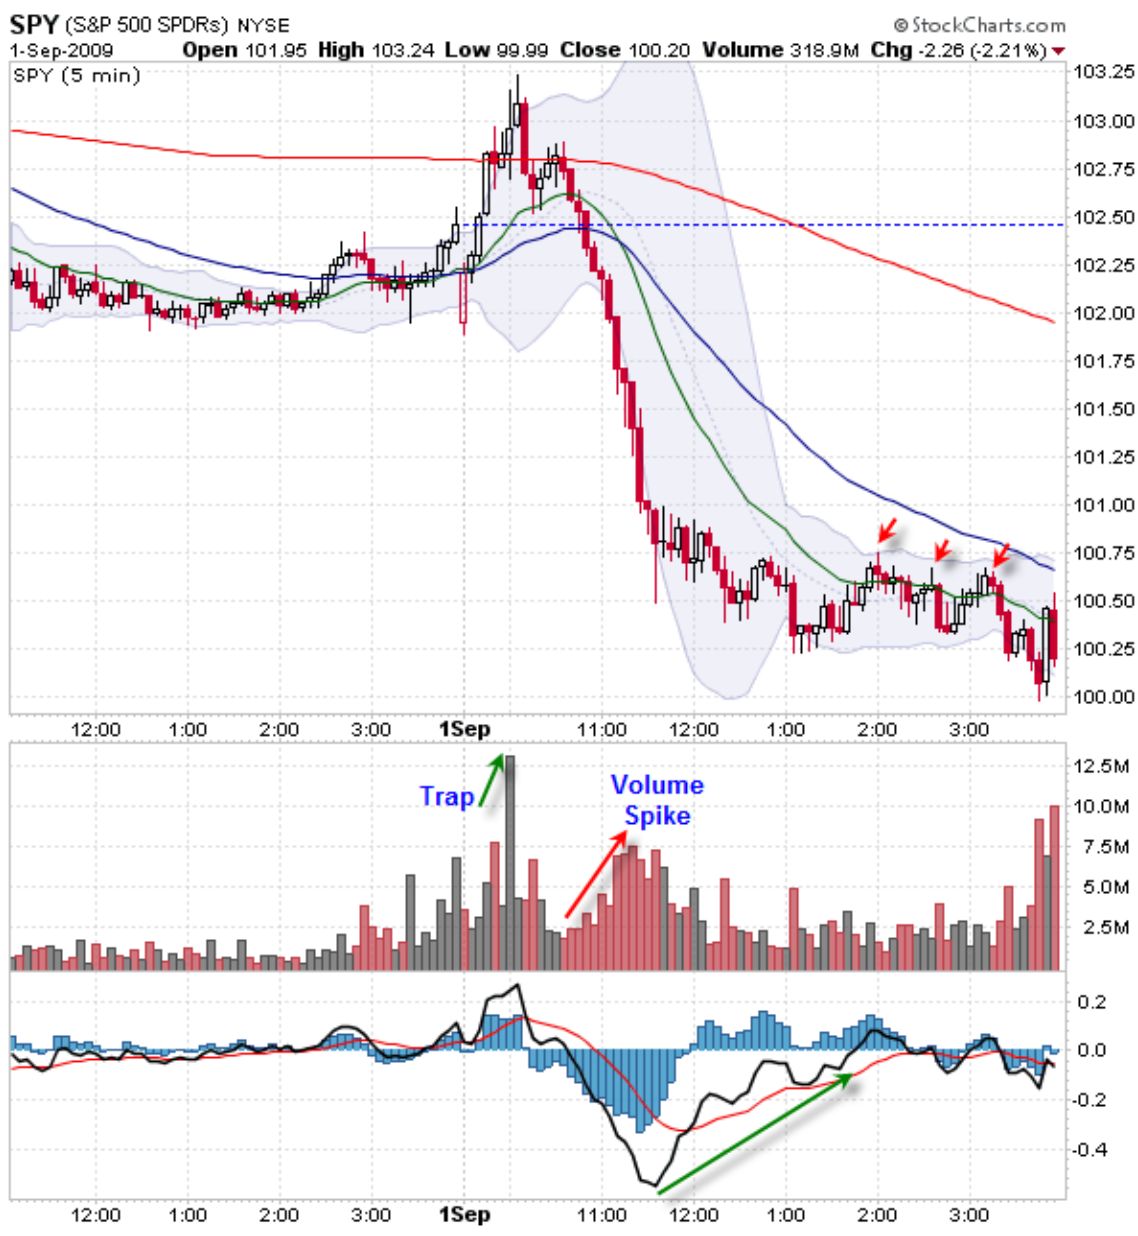 SPY (S&P 500 SPDRs) NYSE
© StockCharts.com
1-Sep-2009
Open 101.95 High 103.24 Low 99.99 Close 100.20 Volume 318.9M Chg -2.26 (-2.21%)
SPY (5 min)
103.25
103.00
102.75
102.50
102.25
102.00
101.75
101.50
101.25
101.00
100.75
100.50
100.25
100.00
12:00 1:00 2:00 3:00 1Sep 11:00 12:00 1:00 2:00 3:00
Trap
Volume
Spike
12.5M
10.0M
7.5M
5.0M
2.5M
0.2
0.0
-0.2
-0.4
12:00 1:00 2:00 3:00 1Sep 11:00 12:00 1:00 2:00 3:00